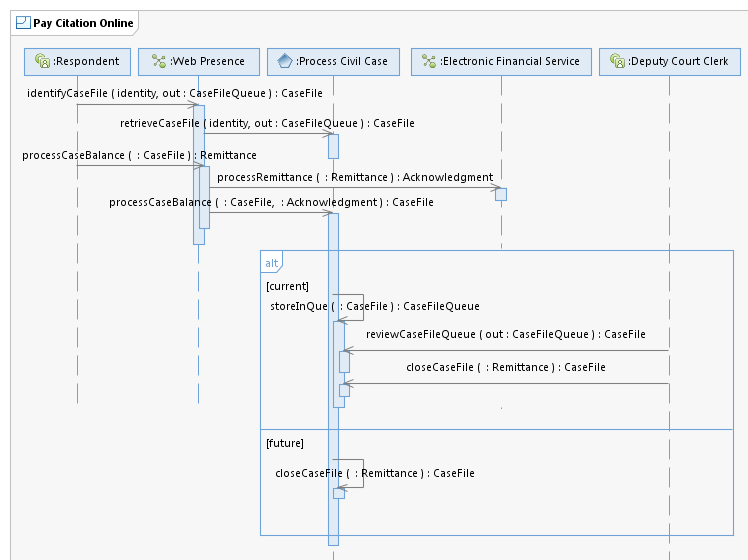 Pay Citation Online
:Respondent
:Web Presence
:Process Civil Case
:Electronic Financial Service
:Deputy Court Clerk
identifyCaseFile ( identity, out : CaseFileQueue ) : CaseFile
retrieveCaseFile ( identity, out : CaseFileQueue ) : CaseFile
processCaseBalance ( : CaseFile ) : Remittance
processRemittance ( : Remittance ) : Acknowledgment
processCaseBalance ( : CaseFile, : Acknowledgment ) : CaseFile
alt
[current]
storeInQue ( : CaseFile ) : CaseFileQueue
reviewCaseFileQueue ( out : CaseFileQueue ) : CaseFile
closeCaseFile ( : Remittance ) : CaseFile
[future]
closeCaseFile ( : Remittance ) : CaseFile